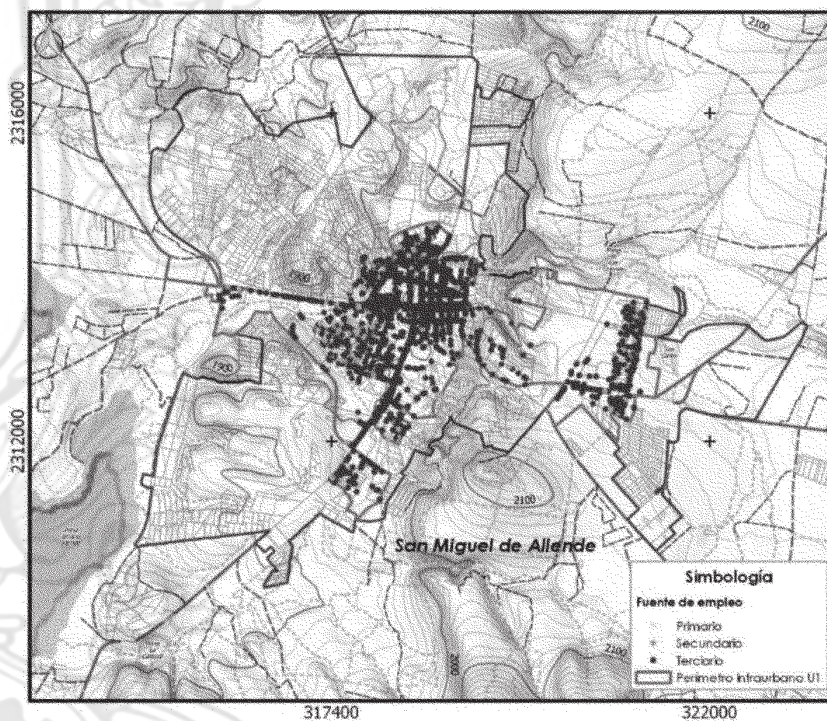 2100
2316000
2000
1900
2312000
2100
San Miguel de Allende
Simbología
Fuente de empleo
Primario
Secundario
Terciario
Perímetro Intraurbano U1
2000
2100
317400
322000